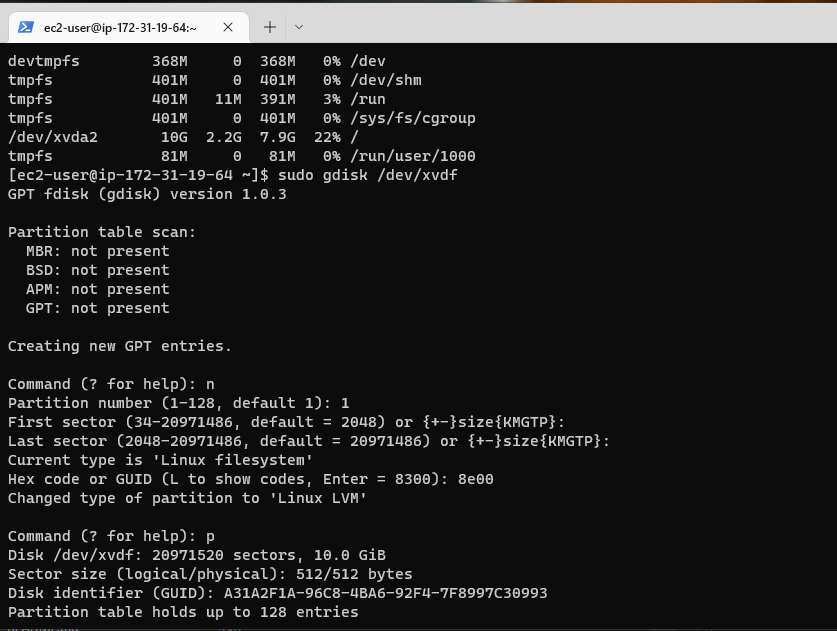 ec2-user@ip-172-31-19-64:~
devtmpfs        368M     0  368M   0% /dev
tmpfs           401M     0  401M   0% /dev/shm
tmpfs           401M   11M  391M   3% /run
tmpfs           401M     0  401M   0% /sys/fs/cgroup
/dev/xvda2       10G  2.2G  7.9G  22% /
tmpfs            81M     0   81M   0% /run/user/1000
[ec2-user@ip-172-31-19-64 ~]$ sudo gdisk /dev/xvdf
GPT fdisk (gdisk) version 1.0.3

Partition table scan:
  MBR: not present
  BSD: not present
  APM: not present
  GPT: not present

Creating new GPT entries.

Command (? for help): n
Partition number (1-128, default 1): 1
First sector (34-20971486, default = 2048) or {+-}size{KMGTP}:
Last sector (2048-20971486, default = 20971486) or {+-}size{KMGTP}:
Current type is 'Linux filesystem'
Hex code or GUID (L to show codes, Enter = 8300): 8e00
Changed type of partition to 'Linux LVM'

Command (? for help): p
Disk /dev/xvdf: 20971520 sectors, 10.0 GiB
Sector size (logical/physical): 512/512 bytes
Disk identifier (GUID): A31A2F1A-96C8-4BA6-92F4-7F8997C30993
Partition table holds up to 128 entries